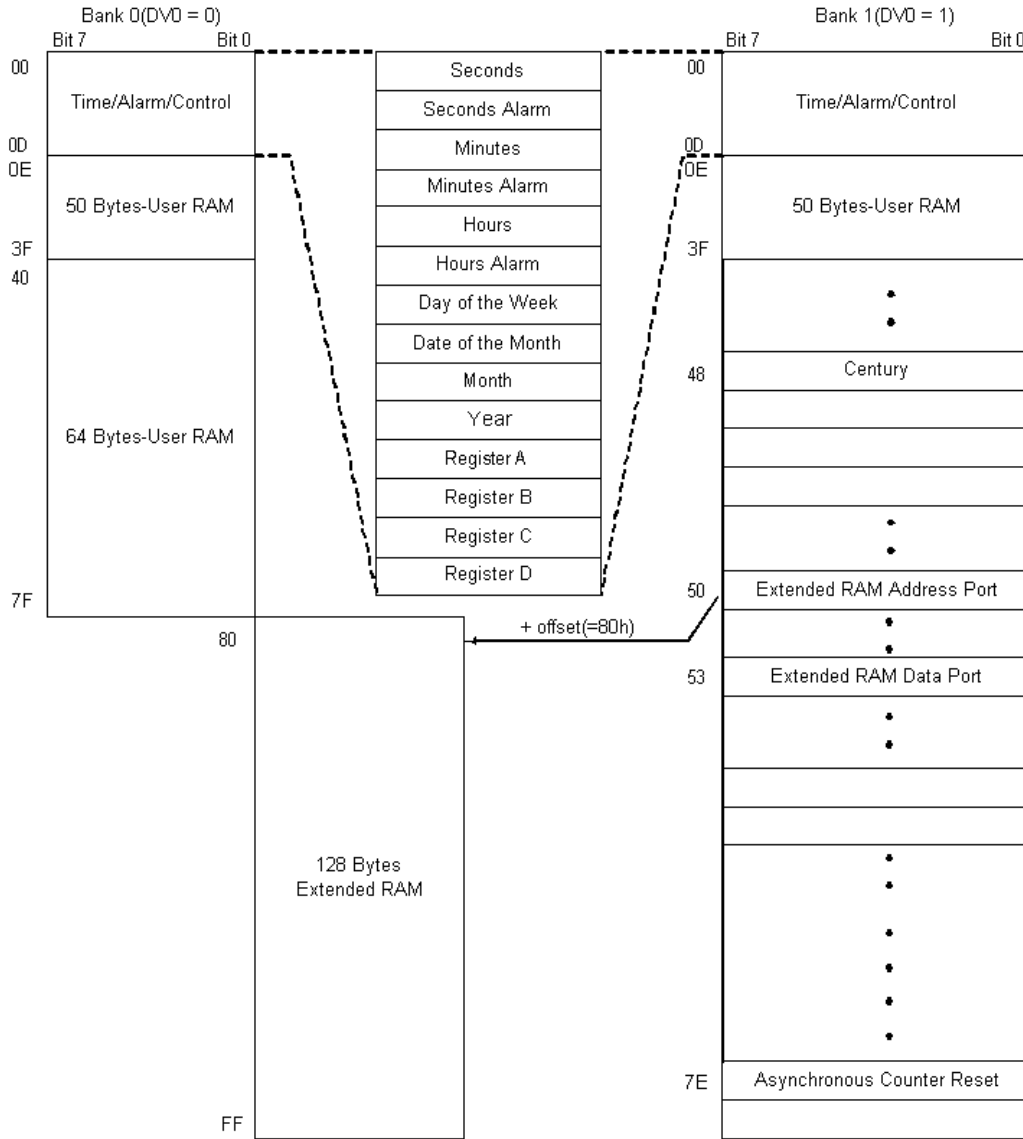 Bank 0(DV0 = 0)
Bit 7 Bit 0
00
Time/Alarm/Control
0D
0E
50 Bytes-User RAM
3F
40
64 Bytes-User RAM
7F
80
128 Bytes
Extended RAM
FF
Seconds
Seconds Alarm
Minutes
Minutes Alarm
Hours
Hours Alarm
Day of the Week
Date of the Month
Month
Year
Register A
Register B
Register C
Register D
+ offset(=80h)
Bank 1(DV0 = 1)
Bit 7 Bit 0
00
Time/Alarm/Control
0D
0E
50 Bytes-User RAM
3F
48
Century
50
Extended RAM Address Port
53
Extended RAM Data Port
7E
Asynchronous Counter Reset